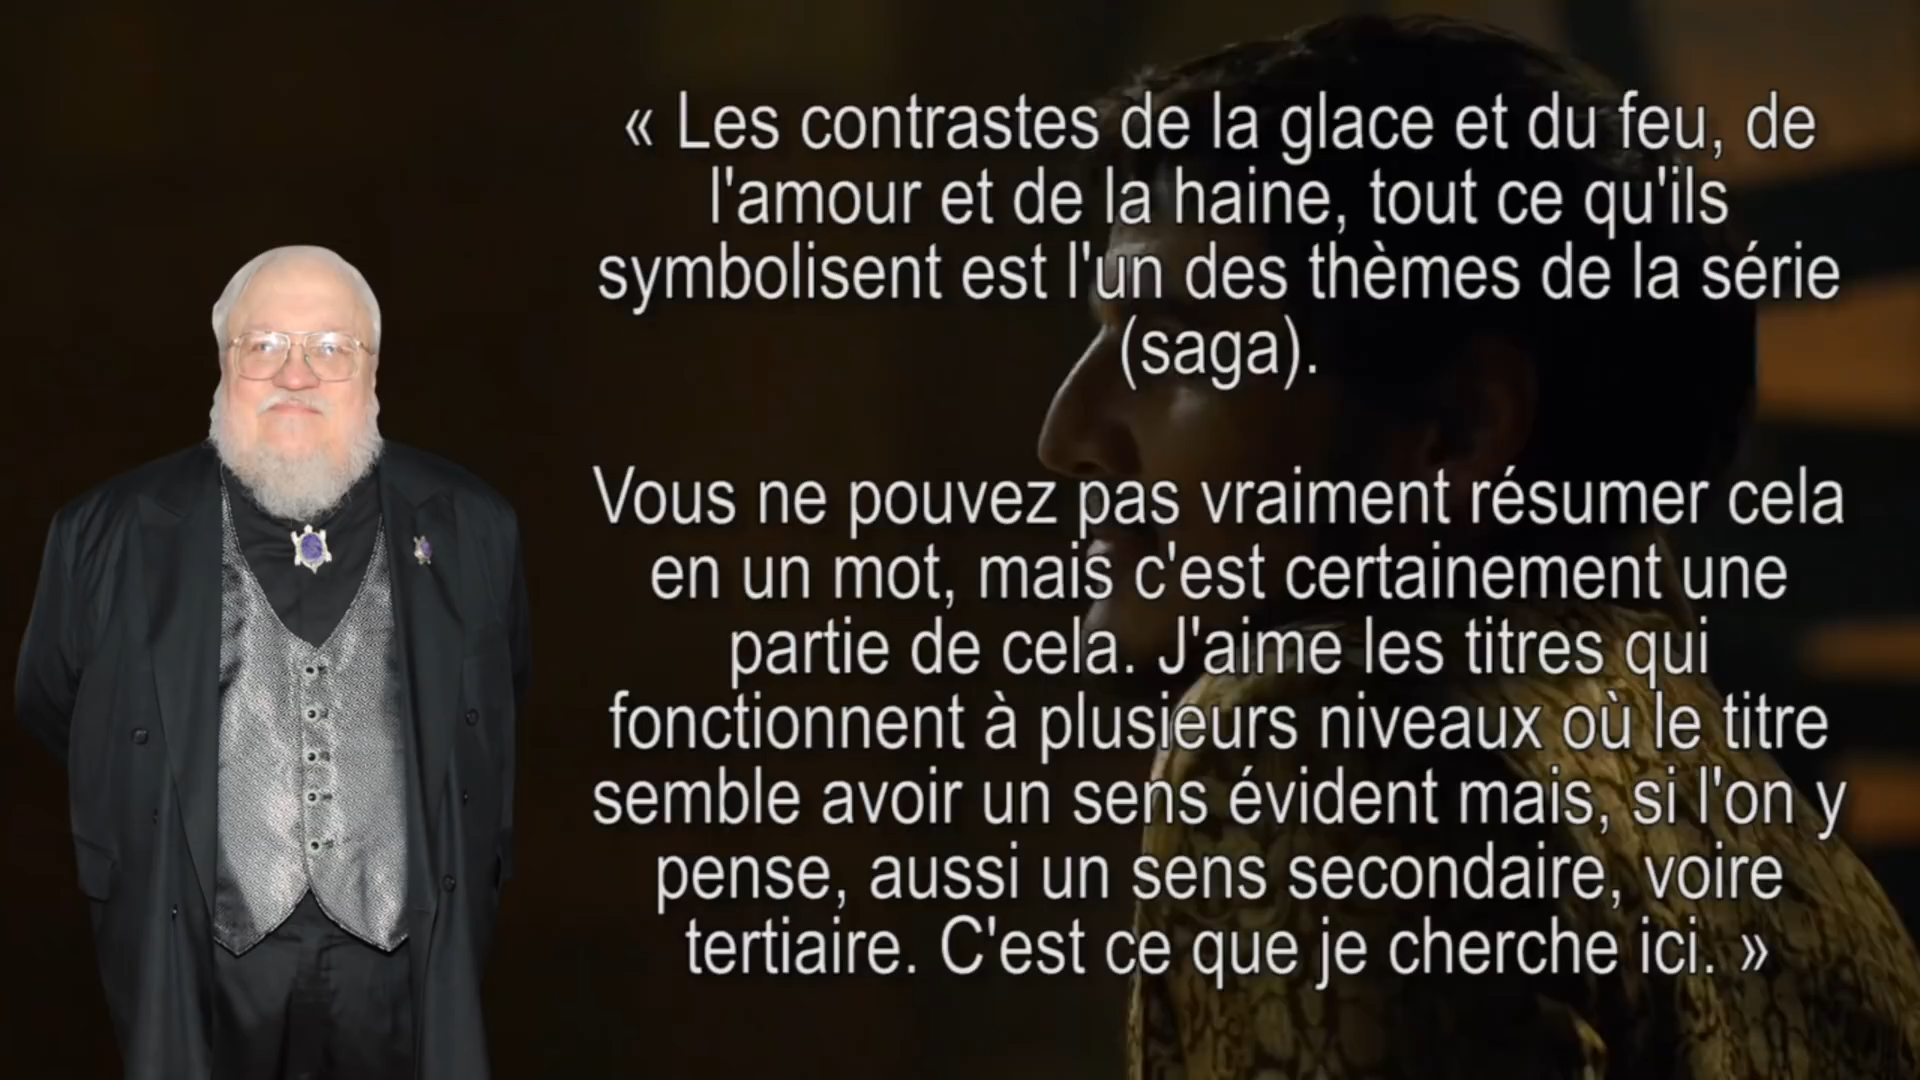 « Les contrastes de la glace et du feu, de
l'amour et de la haine, tout ce qu'ils
symbolisent est l'un des thèmes de la série
(saga).
Vous ne pouvez pas vraiment résumer cela
en un mot, mais c'est certainement une
partie de cela. J'aime les titres qui
fonctionnent à plusieurs niveaux où le titre
semble avoir un sens évident mais, si l'on y
pense, aussi un sens secondaire, voire
tertiaire. C'est ce que je cherche ici. »